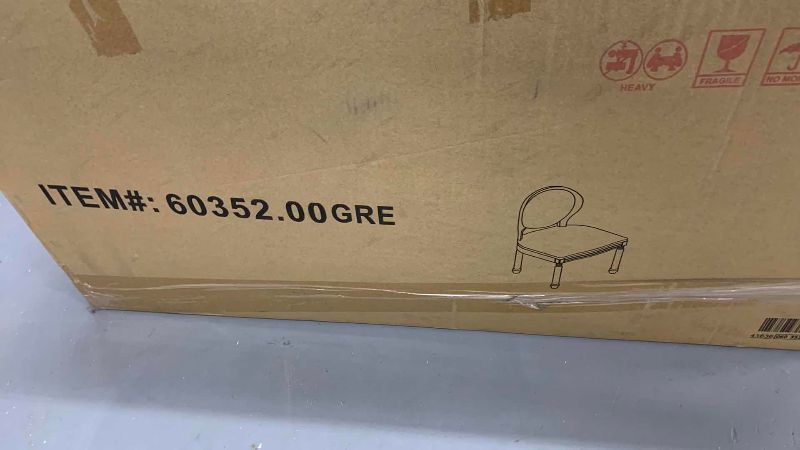 HEAVY
FRAGILE
NO MO
ITEM#: 60352.00GRE